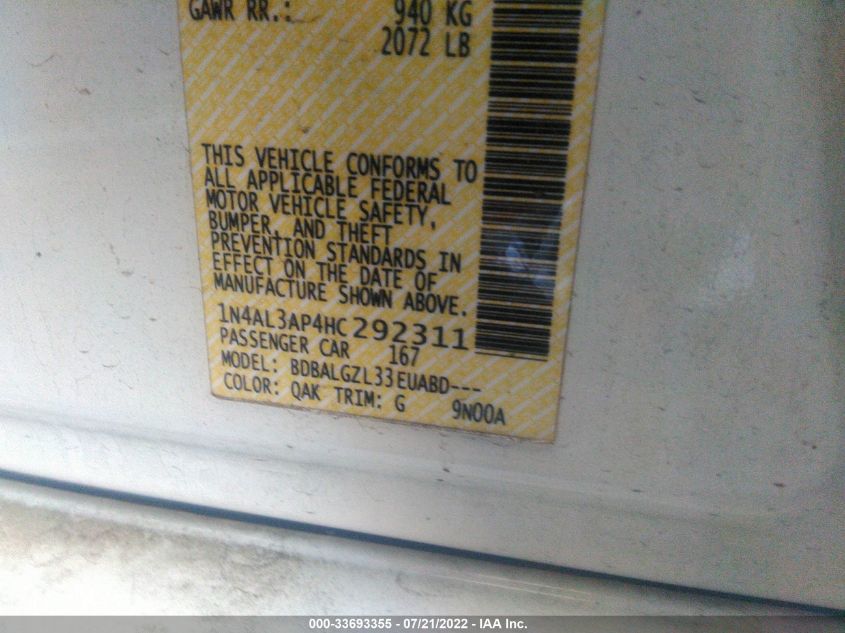 GAWR RR.: 940 KG
2072 LB
THIS VEHICLE CONFORMS TO
ALL APPLICABLE FEDERAL
MOTOR VEHICLE SAFETY,
BUMPER, AND THEFT
PREVENTION STANDARDS IN
EFFECT ON THE DATE OF
MANUFACTURE SHOWN ABOVE.
1N4AL3AP4HC292311
PASSENGER CAR 167
MODEL: BDBALGZL33EUABD---
COLOR: QAK TRIM: G 9N00A
000-33693355 - 07/21/2022 - IAA Inc.